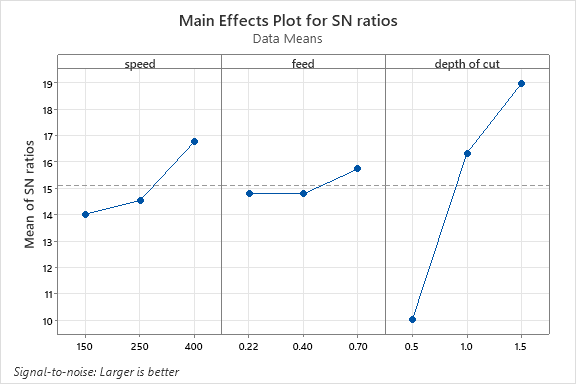 Main Effects Plot for SN ratios
Data Means
speed feed depth of cut
Mean of SN ratios
19
18
17
16
15
14
13
12
11
10
150 250 400 0.22 0.40 0.70 0.5 1.0 1.5
Signal-to-noise: Larger is better